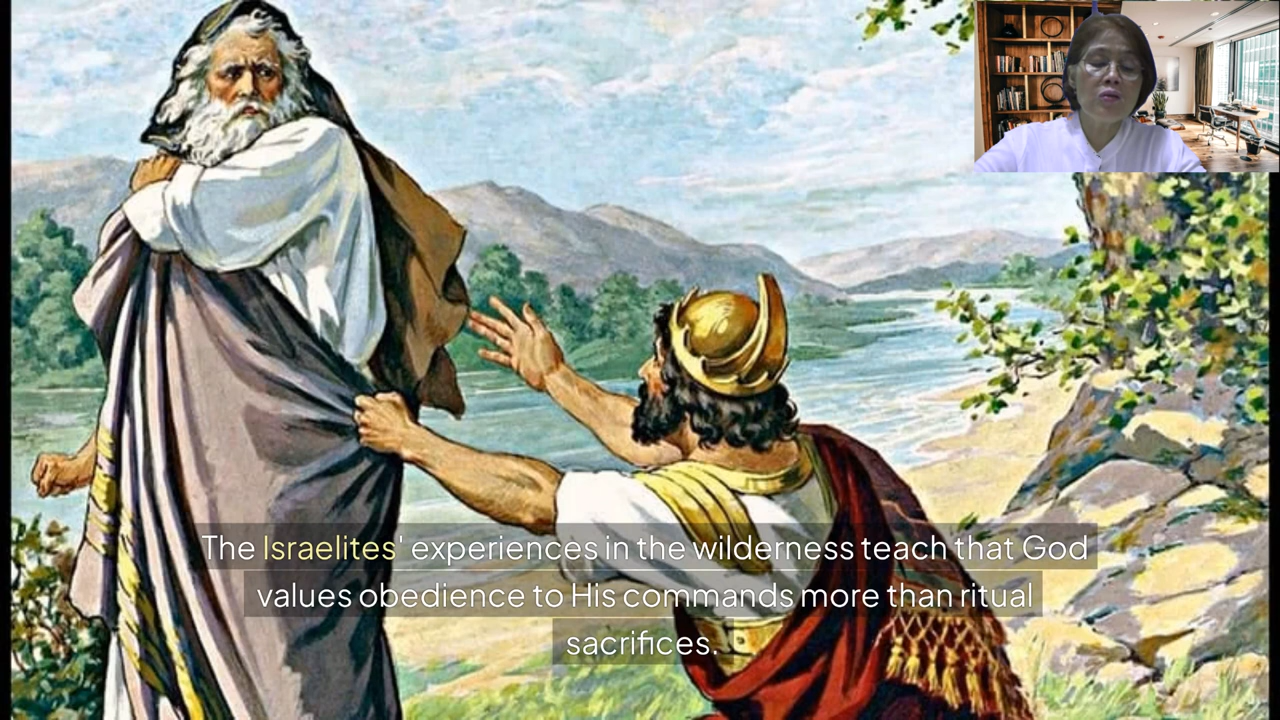 The Israelites' experiences in the wilderness teach that God
values obedience to His commands more than ritual
sacrifices.